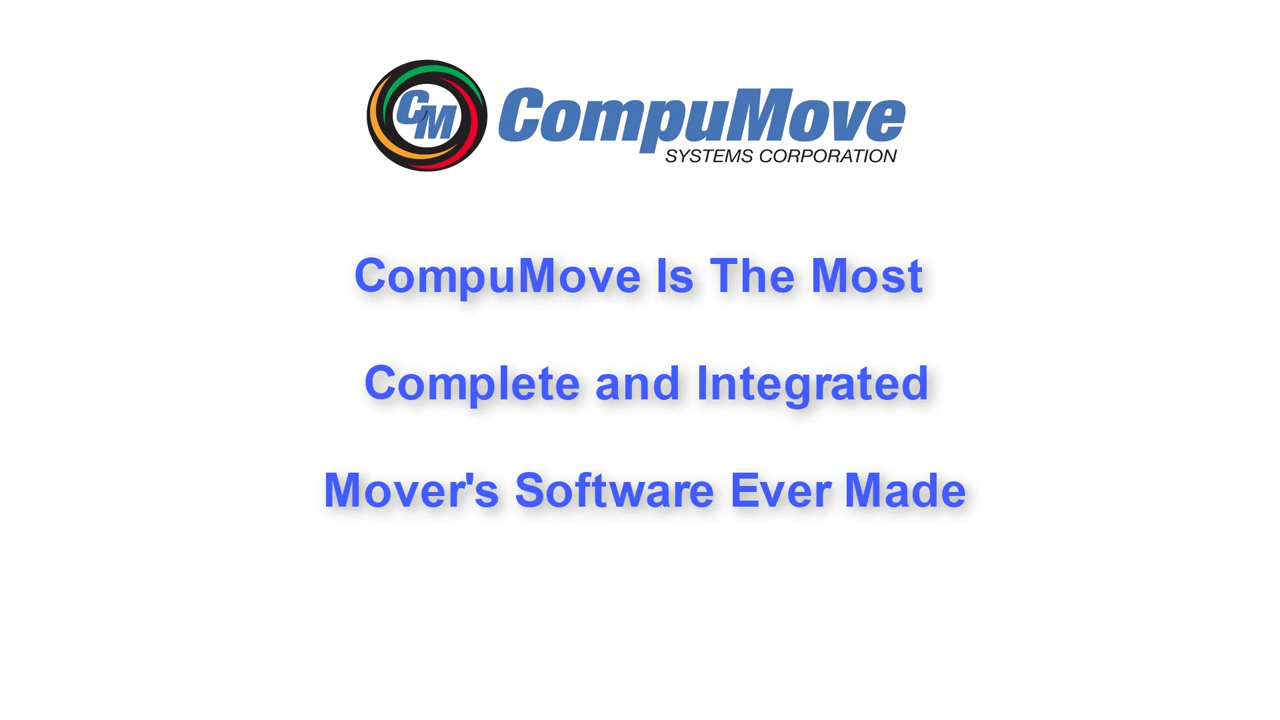 CM CompuMove
SYSTEMS CORPORATION
CompuMove Is The Most
Complete and Integrated
Mover's Software Ever Made